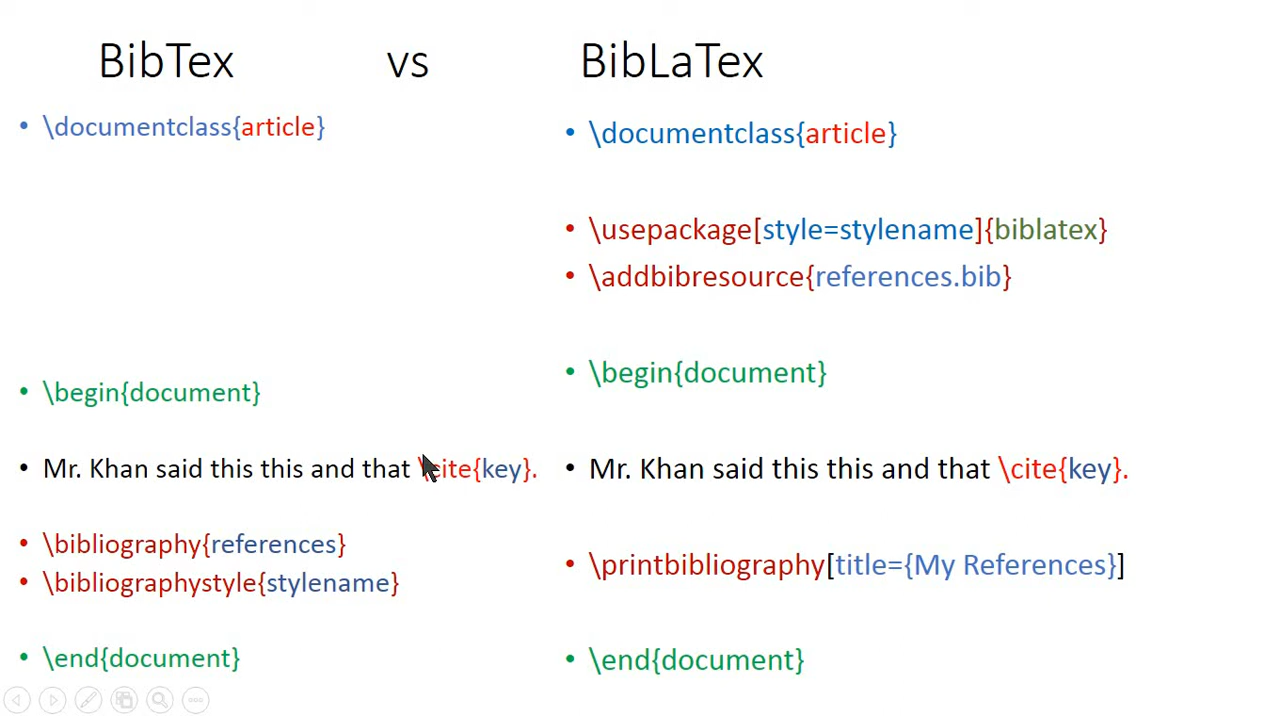 BibTex vs BibLaTex
• \documentclass{article}
• \begin{document}
• Mr. Khan said this this and that \cite{key}.
• \bibliography{references}
• \bibliographystyle{stylename}
• \end{document}
• \documentclass{article}
• \usepackage[style=stylename]{biblatex}
• \addbibresource{references.bib}
• \begin{document}
• Mr. Khan said this this and that \cite{key}.
• \printbibliography[title={My References}]
• \end{document}